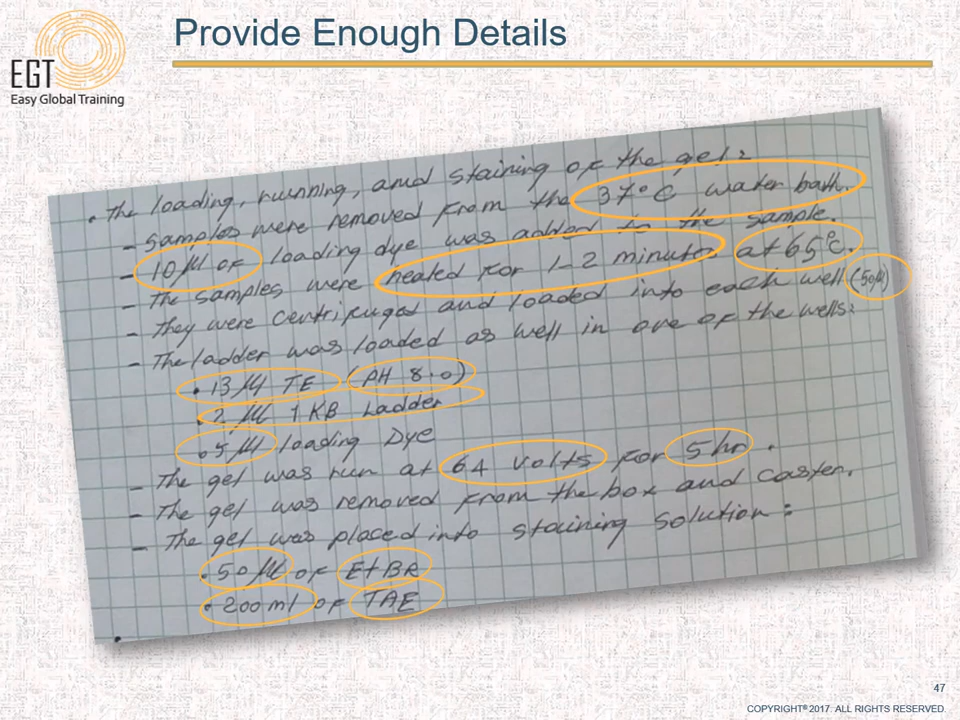 Provide Enough Details
EGT
Easy Global Training
. The loading, running, and staining of the gel:
- Samples were removed from the 37°C water bath.
- 10 µl of loading dye was added to the sample.
- The samples were heated for 1-2 minutes at 65°C.
- They were centrifuged and loaded into each well (50µl)
- The ladder was loaded as well in one of the wells:
. 13 µl TE (PH 8.0)
. 2 µl 1 KB Ladder
. 5 µl loading Dye
- The gel was run at 64 volts for 5 hr.
- The gel was removed from the box and caster.
- The gel was placed into staining solution:
. 50 µl of EtBR
. 200 ml of TAE
47
COPYRIGHT® 2017. ALL RIGHTS RESERVED.